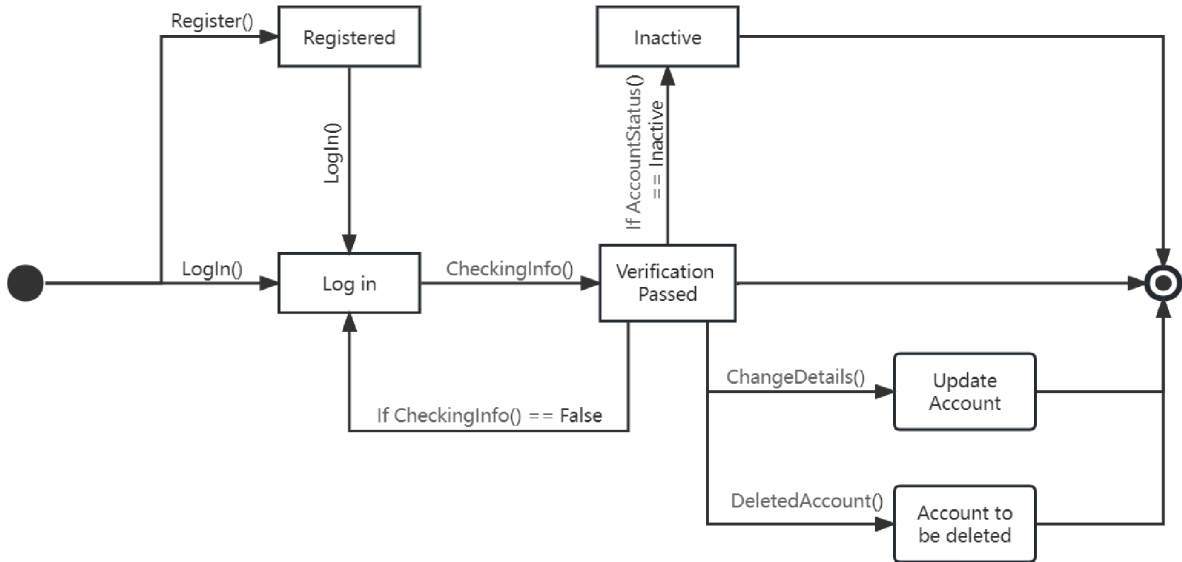 Register()
Registered
Inactive
LogIn()
If AccountStatus()
== Inactive
LogIn()
Log in
CheckingInfo()
Verification
Passed
ChangeDetails()
Update
Account
If CheckingInfo() == False
DeletedAccount()
Account to
be deleted